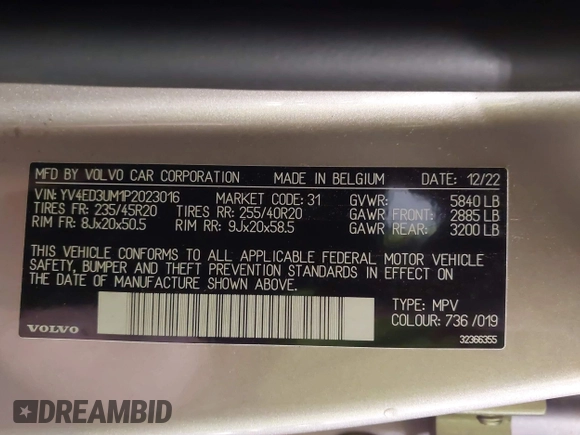 MFD BY VOLVO CAR CORPORATION MADE IN BELGIUM DATE: 12/22
VIN: YV4ED3UM1P2023016 MARKET CODE: 31 GVWR: 5840 LB
TIRES FR: 235/45R20 TIRES RR: 255/40R20 GAWR FRONT: 2885 LB
RIM FR: 8Jx20x50.5 RIM RR: 9Jx20x58.5 GAWR REAR: 3200 LB
THIS VEHICLE CONFORMS TO ALL APPLICABLE FEDERAL MOTOR VEHICLE
SAFETY, BUMPER AND THEFT PREVENTION STANDARDS IN EFFECT ON
THE DATE OF MANUFACTURE SHOWN ABOVE.
TYPE: MPV
COLOUR: 736 /019
VOLVO
32366355
DREAMBID